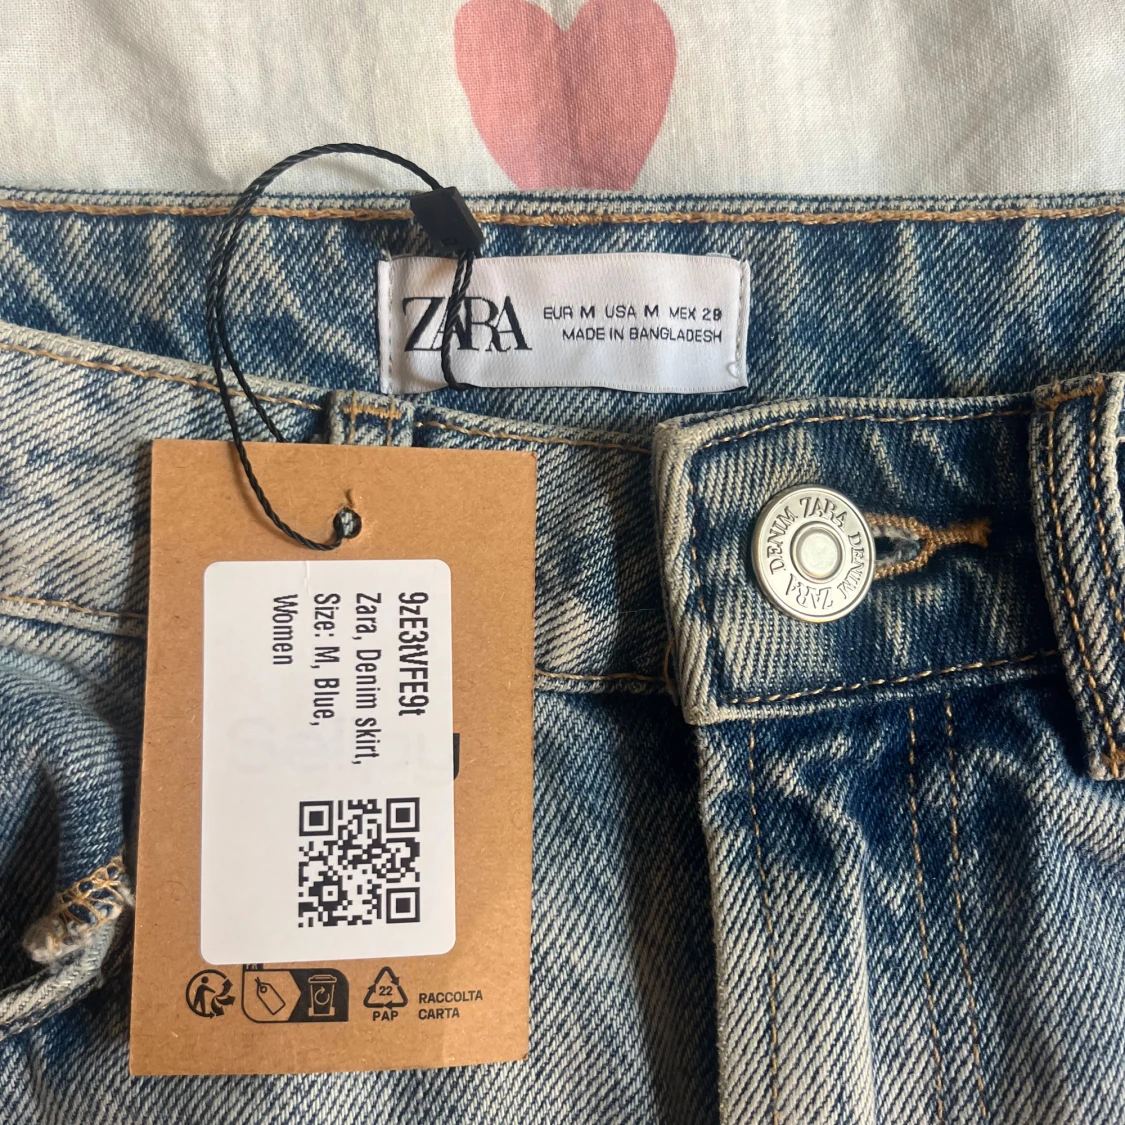 ZARA
EUR M USA M MEX 28
MADE IN BANGLADESH
ZARA DENIM ZARA DENIM
9zE3tVFE9t
Zara, Denim skirt,
Size: M, Blue,
Women
FR
22
PAP
RACCOLTA
CARTA